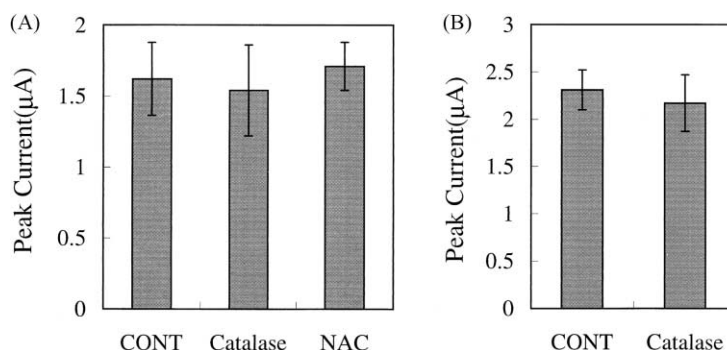 (A)
Peak Current(μA)
2
1.5
1
0.5
0
CONT Catalase NAC
(B)
Peak Current(μA)
3
2.5
2
1.5
1
0.5
0
CONT Catalase